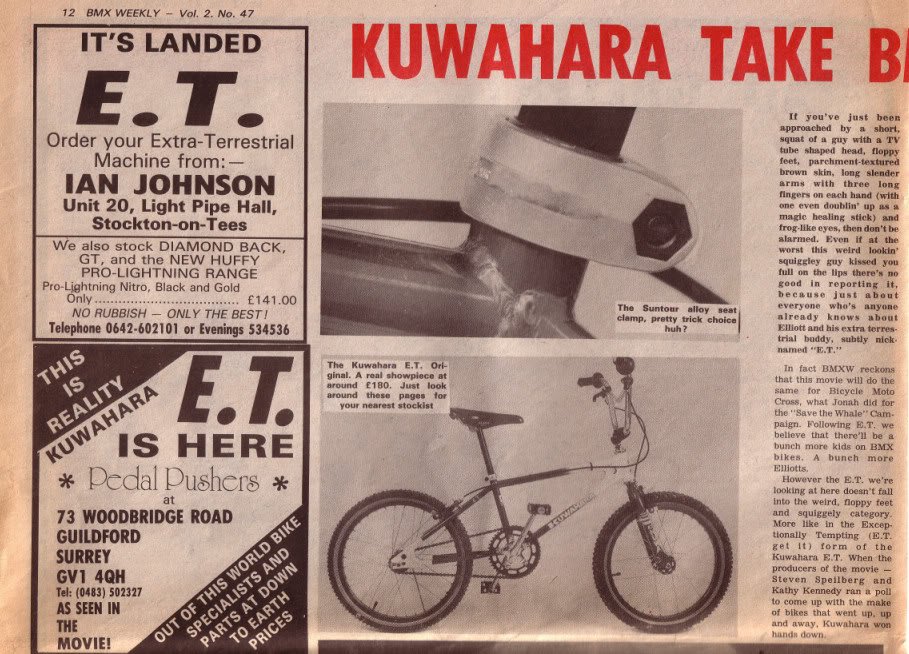 12 BMX WEEKLY — Vol. 2. No. 47
IT'S LANDED
E.T.
Order your Extra-Terrestrial
Machine from:—
IAN JOHNSON
Unit 20, Light Pipe Hall,
Stockton-on-Tees
We also stock DIAMOND BACK,
GT, and the NEW HUFFY
PRO-LIGHTNING RANGE
Pro-Lightning Nitro, Black and Gold
Only ................................. £141.00
NO RUBBISH — ONLY THE BEST!
Telephone 0642-602101 or Evenings 534536
THIS
IS
REALITY
KUWAHARA
E.T.
IS HERE
* Pedal Pushers *
at
73 WOODBRIDGE ROAD
GUILDFORD
SURREY
GV1 4QH
Tel: (0483) 502327
AS SEEN IN
THE
MOVIE!
OUT OF THIS WORLD BIKE
SPECIALISTS AND
PARTS AT DOWN
TO EARTH
PRICES
KUWAHARA TAKE BM
The Suntour alloy seat
clamp, pretty trick choice
huh?
The Kuwahara E.T. Ori-
ginal. A real showpiece at
around £180. Just look
around these pages for
your nearest stockist
KUWAHARA
If you've just been
approached by a short,
squat of a guy with a TV
tube shaped head, floppy
feet, parchment-textured
brown skin, long slender
arms with three long
fingers on each hand (with
one even doublin' up as a
magic healing stick) and
frog-like eyes, then don't be
alarmed. Even if at the
worst this weird lookin'
squiggley guy kissed you
full on the lips there's no
good in reporting it,
because just about
everyone who's anyone
already knows about
Elliott and his extra terres-
trial buddy, subtly nick-
named "E.T."
In fact BMXW reckons
that this movie will do the
same for Bicycle Moto
Cross, what Jonah did for
the "Save the Whale" Cam-
paign. Following E.T. we
believe that there'll be a
bunch more kids on BMX
bikes. A bunch more
Elliotts.
However the E.T. we're
looking at here doesn't fall
into the weird, floppy feet
and squiggely category.
More like in the Excep-
tionally Tempting (E.T.
get it) form of the
Kuwahara E.T. When the
producers of the movie —
Steven Speilberg and
Kathy Kennedy ran a poll
to come up with the make
of bikes that went up, up
and away, Kuwahara won
hands down.